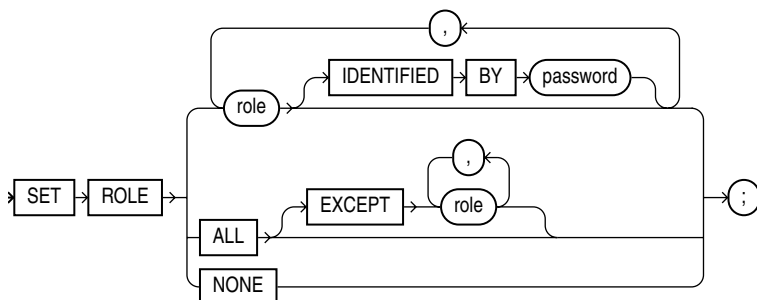 ,
IDENTIFIED BY password
role
,
SET ROLE EXCEPT role ;
ALL
NONE